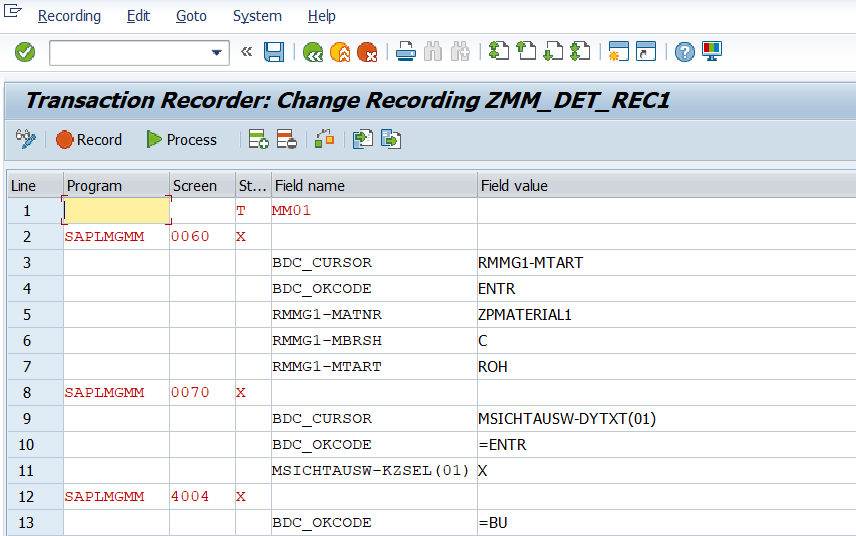 Recording Edit Goto System Help
Transaction Recorder: Change Recording ZMM_DET_REC1
Record Process
Line Program Screen St... Field name Field value
1 T MM01
2 SAPLMGMM 0060 X
3 BDC_CURSOR RMMG1-MTART
4 BDC_OKCODE ENTR
5 RMMG1-MATNR ZPMATERIAL1
6 RMMG1-MBRSH C
7 RMMG1-MTART ROH
8 SAPLMGMM 0070 X
9 BDC_CURSOR MSICHTAUSW-DYTXT(01)
10 BDC_OKCODE =ENTR
11 MSICHTAUSW-KZSEL(01) X
12 SAPLMGMM 4004 X
13 BDC_OKCODE =BU